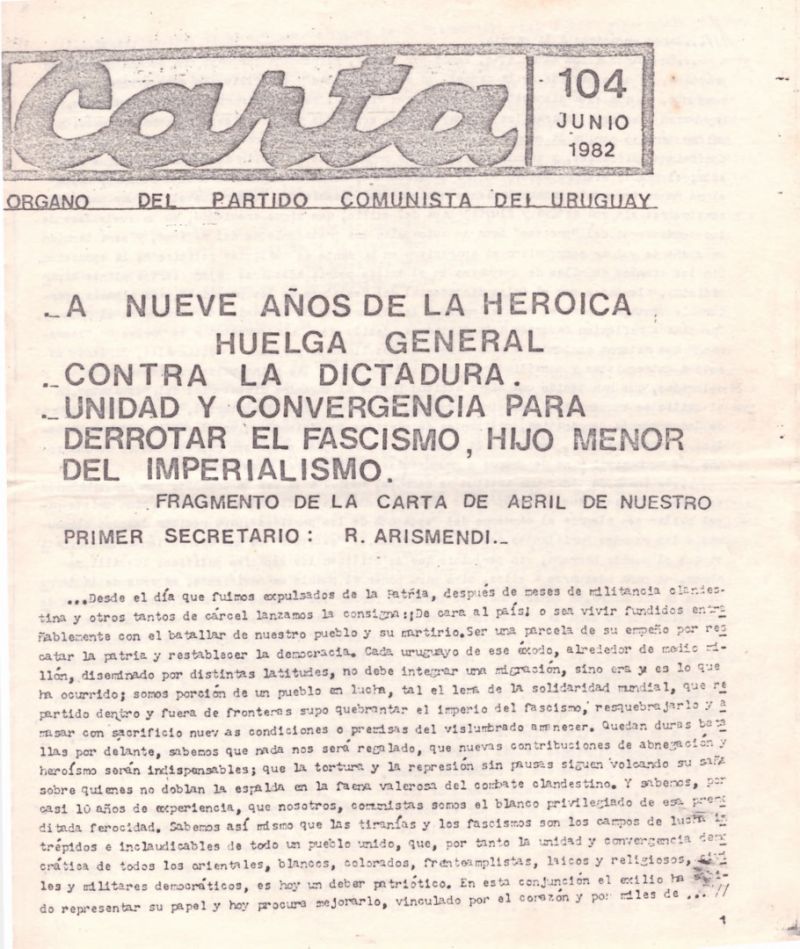 Carta
104
JUNIO
1982
ORGANO DEL PARTIDO COMUNISTA DEL URUGUAY
._A NUEVE AÑOS DE LA HEROICA
HUELGA GENERAL
._CONTRA LA DICTADURA.
._UNIDAD Y CONVERGENCIA PARA
DERROTAR EL FASCISMO, HIJO MENOR
DEL IMPERIALISMO.
FRAGMENTO DE LA CARTA DE ABRIL DE NUESTRO
PRIMER SECRETARIO: R. ARISMENDI._
...Desde el día que fuimos expulsados de la Patria, después de meses de militancia clandes-
tina y otros tantos de cárcel lanzamos la consigna:¡De cara al país! o sea vivir fundidos entra
ñablemente con el batallar de nuestro pueblo y su martirio.Ser una parcela de su empeño por res
catar la patria y restablecer la democracia. Cada uruguayo de ese éxodo, alrededor de medio mi-
llón, diseminado por distintas latitudes, no debe integrar una migración, sino era y es lo que
ha ocurrido; somos porción de un pueblo en lucha, tal el lema de la solidaridad mundial, que re
partido dentro y fuera de fronteras supo quebrantar el imperio del fascismo, resquebrajarlo y a
masar con sacrificio nuev as condiciones o premisas del vislumbrado amanecer. Quedan duras bata
llas por delante, sabemos que nada nos será regalado, que nuevas contribuciones de abnegación y
heroísmo serán indispensables; que la tortura y la represión sin pausas siguen volcando su saña
sobre quienes no doblan la espalda en la faena valerosa del combate clandestino. Y sabemos, por
casi 10 años de experiencia, que nosotros, comunistas somos el blanco privilegiado de esa preme
ditada ferocidad. Sabemos así mismo que las tiranías y los fascismos son los campos de lucha in
trépidos e inclaudicables de todo un pueblo unido, que, por tanto la unidad y convergencia demo
crática de todos los orientales, blancos, colorados, frenteamplistas, laicos y religiosos, civi
les y militares democráticos, es hoy un deber patriótico. En esta conjunción el exilio ha sabi-
do representar su papel y hoy procura mejorarlo, vinculado por el corazón y por miles de ...//
1